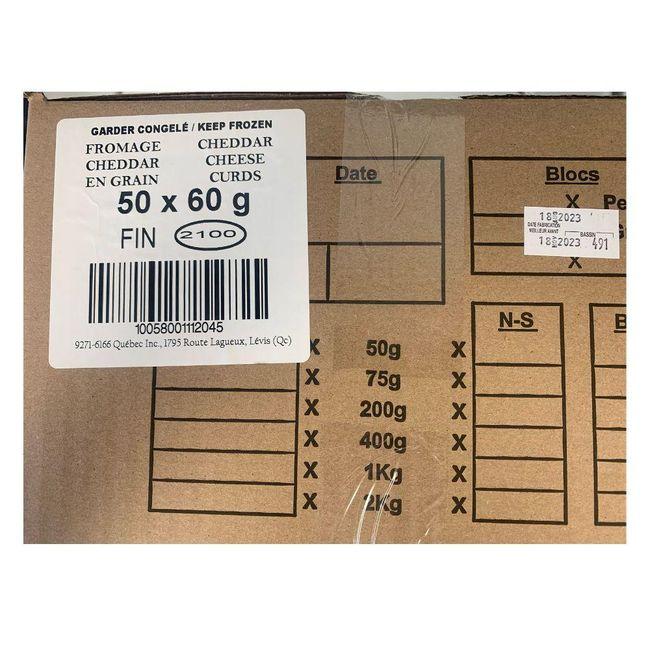 GARDER CONGELÉ / KEEP FROZEN
FROMAGE CHEDDAR
CHEDDAR CHEESE
EN GRAIN CURDS
50 x 60 g
FIN 2100
10058001112045
9271-6166 Québec Inc., 1795 Route Lagueux, Lévis (Qc)
Date
Blocs
X Pe
18 2023
DATE FABRICATION
MEILLEUR AVANT BASSIN
18 2023 491
X
N-S
B
X 50g X
X 75g X
X 200g X
X 400g X
X 1Kg X
X 2Kg X